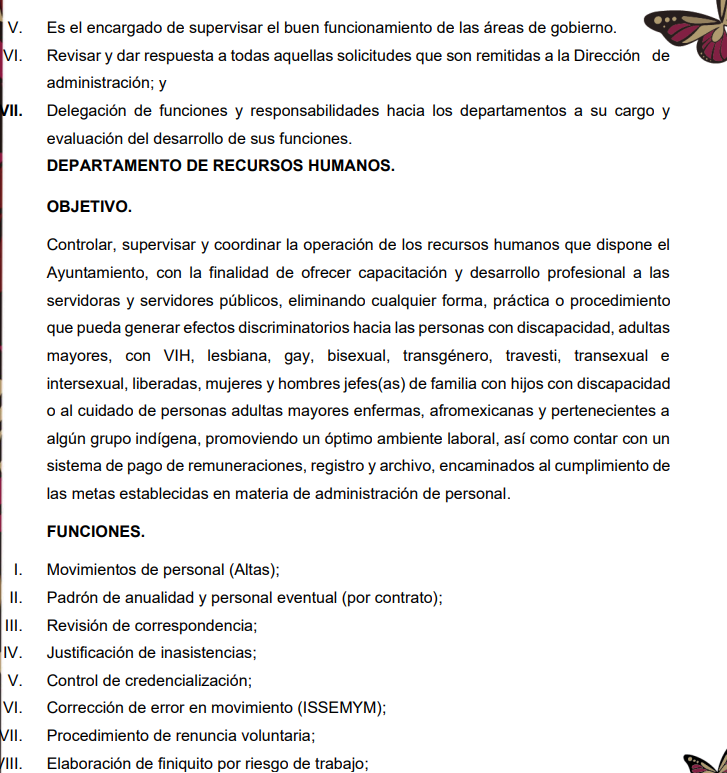 V. Es el encargado de supervisar el buen funcionamiento de las áreas de gobierno.
VI. Revisar y dar respuesta a todas aquellas solicitudes que son remitidas a la Dirección de
administración; y
VII. Delegación de funciones y responsabilidades hacia los departamentos a su cargo y
evaluación del desarrollo de sus funciones.
DEPARTAMENTO DE RECURSOS HUMANOS.
OBJETIVO.
Controlar, supervisar y coordinar la operación de los recursos humanos que dispone el
Ayuntamiento, con la finalidad de ofrecer capacitación y desarrollo profesional a las
servidoras y servidores públicos, eliminando cualquier forma, práctica o procedimiento
que pueda generar efectos discriminatorios hacia las personas con discapacidad, adultas
mayores, con VIH, lesbiana, gay, bisexual, transgénero, travesti, transexual e
intersexual, liberadas, mujeres y hombres jefes(as) de familia con hijos con discapacidad
o al cuidado de personas adultas mayores enfermas, afromexicanas y pertenecientes a
algún grupo indígena, promoviendo un óptimo ambiente laboral, así como contar con un
sistema de pago de remuneraciones, registro y archivo, encaminados al cumplimiento de
las metas establecidas en materia de administración de personal.
FUNCIONES.
I. Movimientos de personal (Altas);
II. Padrón de anualidad y personal eventual (por contrato);
III. Revisión de correspondencia;
IV. Justificación de inasistencias;
V. Control de credencialización;
VI. Corrección de error en movimiento (ISSEMYM);
VII. Procedimiento de renuncia voluntaria;
VIII. Elaboración de finiquito por riesgo de trabajo;